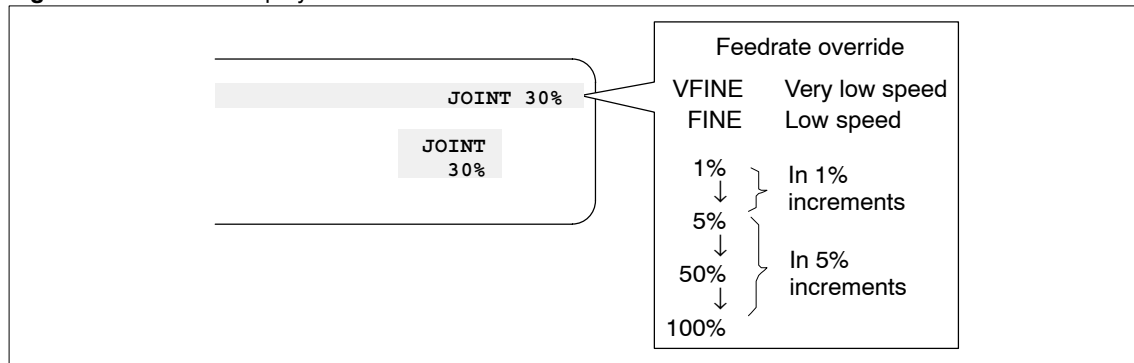 JOINT 30%
JOINT
30%
Feedrate override
VFINE Very low speed
FINE Low speed
1%
In 1%
increments
5%
50%
In 5%
increments
100%